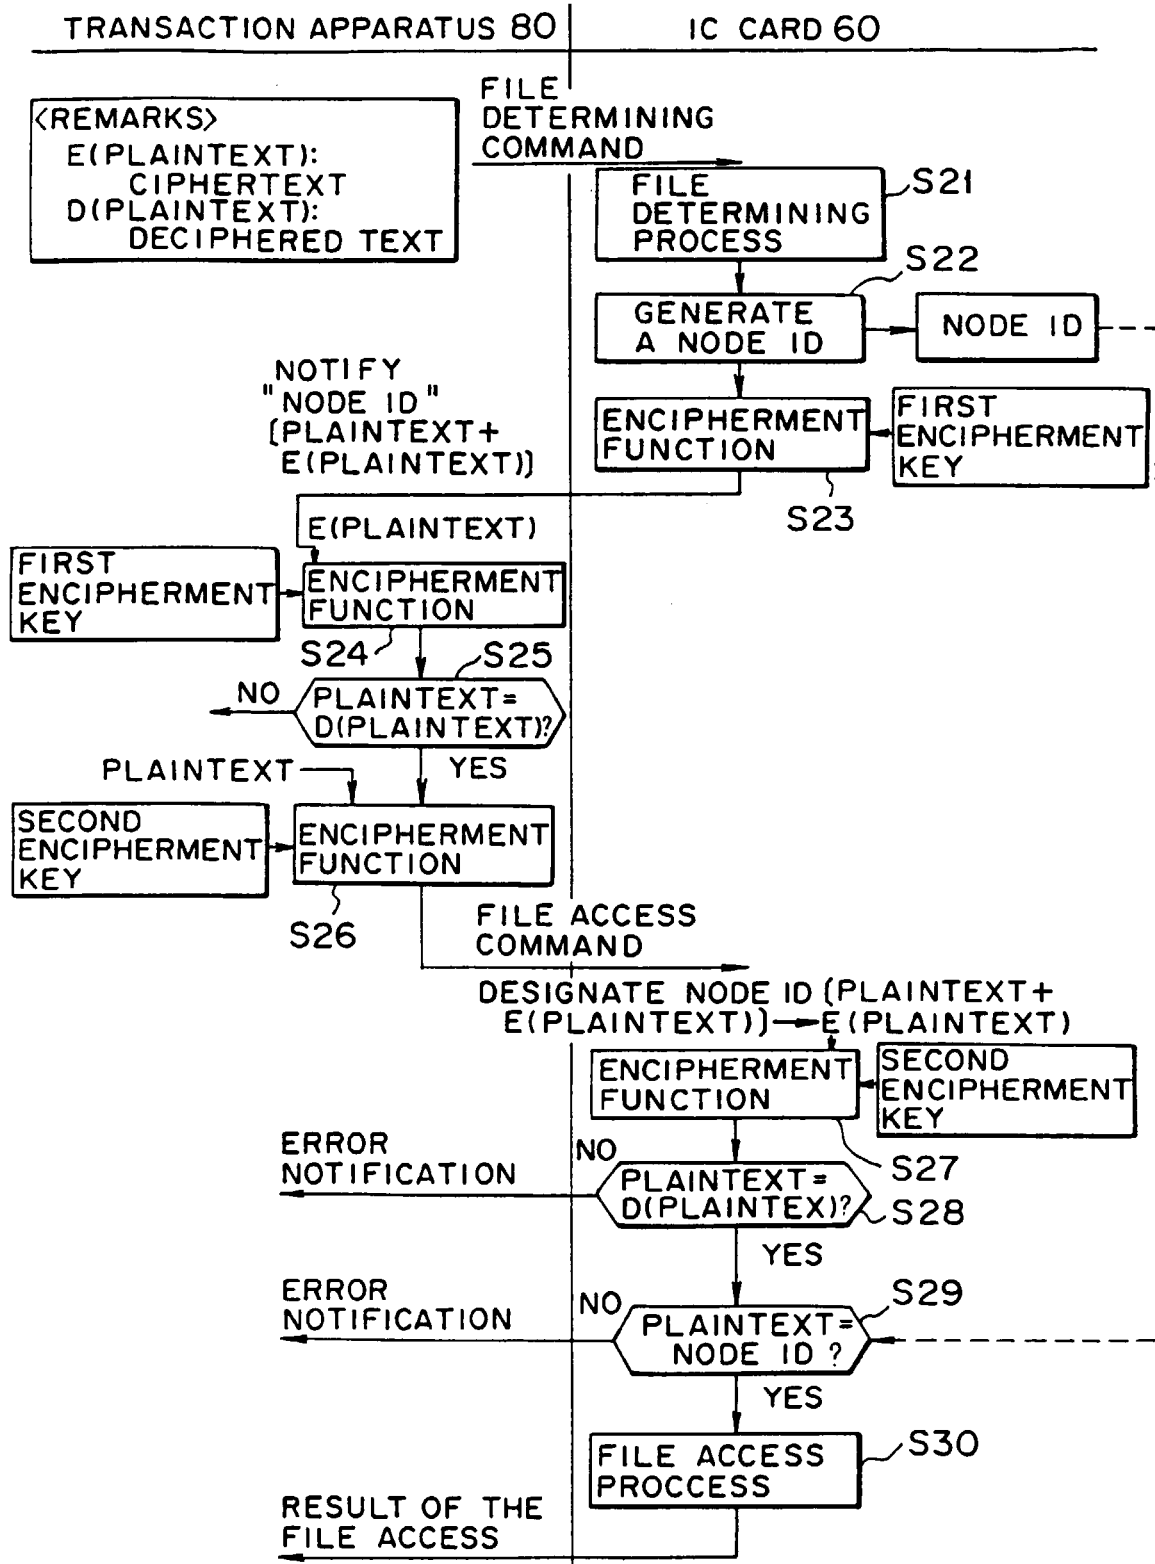 TRANSACTION APPARATUS 80
IC CARD 60
<REMARKS>
E(PLAINTEXT):
CIPHERTEXT
D(PLAINTEXT):
DECIPHERED TEXT
FILE
DETERMINING
COMMAND
FILE
DETERMINING
PROCESS
S21
S22
GENERATE
A NODE ID
NODE ID
NOTIFY
"NODE ID"
[PLAINTEXT+
E(PLAINTEXT)]
ENCIPHERMENT
FUNCTION
FIRST
ENCIPHERMENT
KEY
S23
E(PLAINTEXT)
FIRST
ENCIPHERMENT
KEY
ENCIPHERMENT
FUNCTION
S24
S25
NO
PLAINTEXT=
D(PLAINTEXT)?
YES
PLAINTEXT
SECOND
ENCIPHERMENT
KEY
ENCIPHERMENT
FUNCTION
S26
FILE ACCESS
COMMAND
DESIGNATE NODE ID [PLAINTEXT+
E(PLAINTEXT)]→E(PLAINTEXT)
ENCIPHERMENT
FUNCTION
SECOND
ENCIPHERMENT
KEY
S27
ERROR
NOTIFICATION
NO
PLAINTEXT=
D(PLAINTEX)?
S28
YES
ERROR
NOTIFICATION
NO
S29
PLAINTEXT=
NODE ID ?
YES
FILE ACCESS
PROCCESS
S30
RESULT OF THE
FILE ACCESS